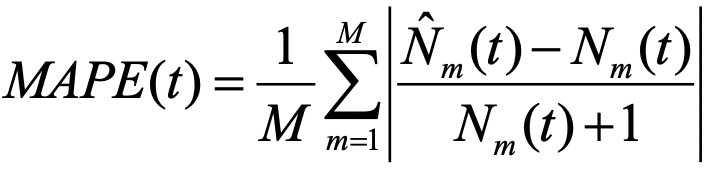 MAPE(t) = \frac{1}{M} \sum_{m=1}^{M} \left| \frac{\hat{N}_m(t) - N_m(t)}{N_m(t) + 1} \right|